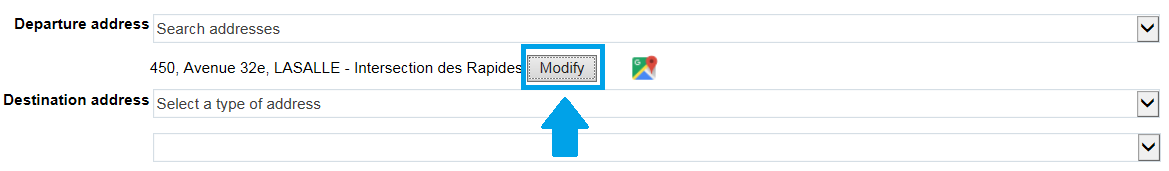 Departure address Search addresses
450, Avenue 32e, LASALLE - Intersection des Rapides Modify
Destination address Select a type of address